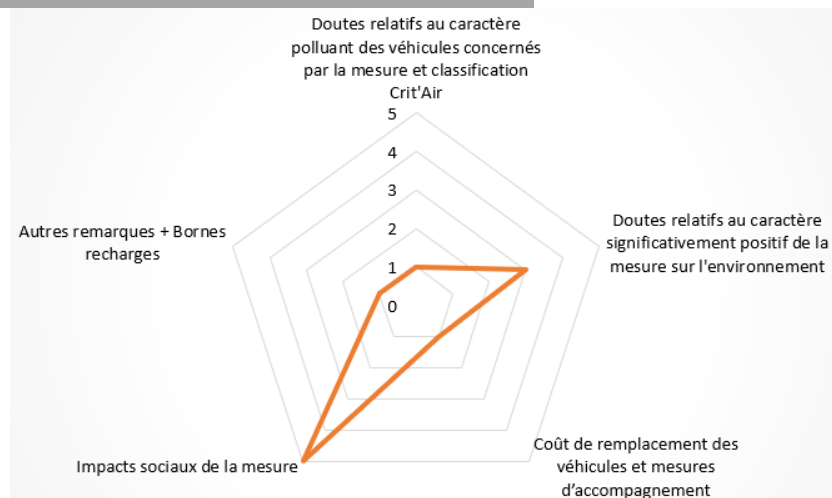 Doutes relatifs au caractère
polluant des véhicules concernés
par la mesure et classification
Crit'Air
5
4
3
2
1
0
Doutes relatifs au caractère
significativement positif de la
mesure sur l'environnement
Coût de remplacement des
véhicules et mesures
d’accompagnement
Impacts sociaux de la mesure
Autres remarques + Bornes
recharges